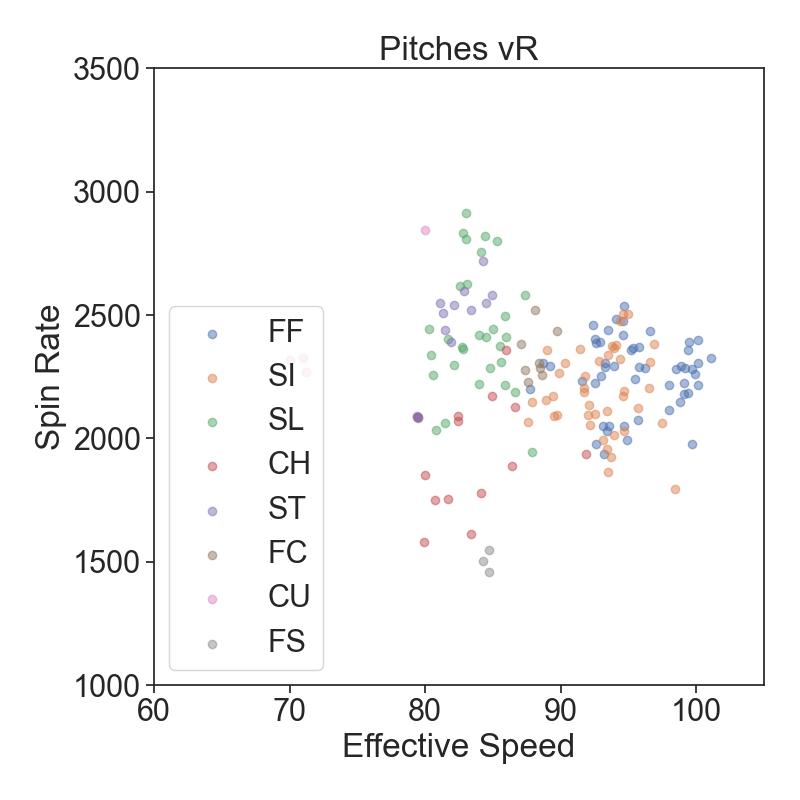 Pitches vR
3500
3000
2500
2000
1500
1000
Spin Rate
FF
SI
SL
CH
ST
FC
CU
FS
60 70 80 90 100
Effective Speed